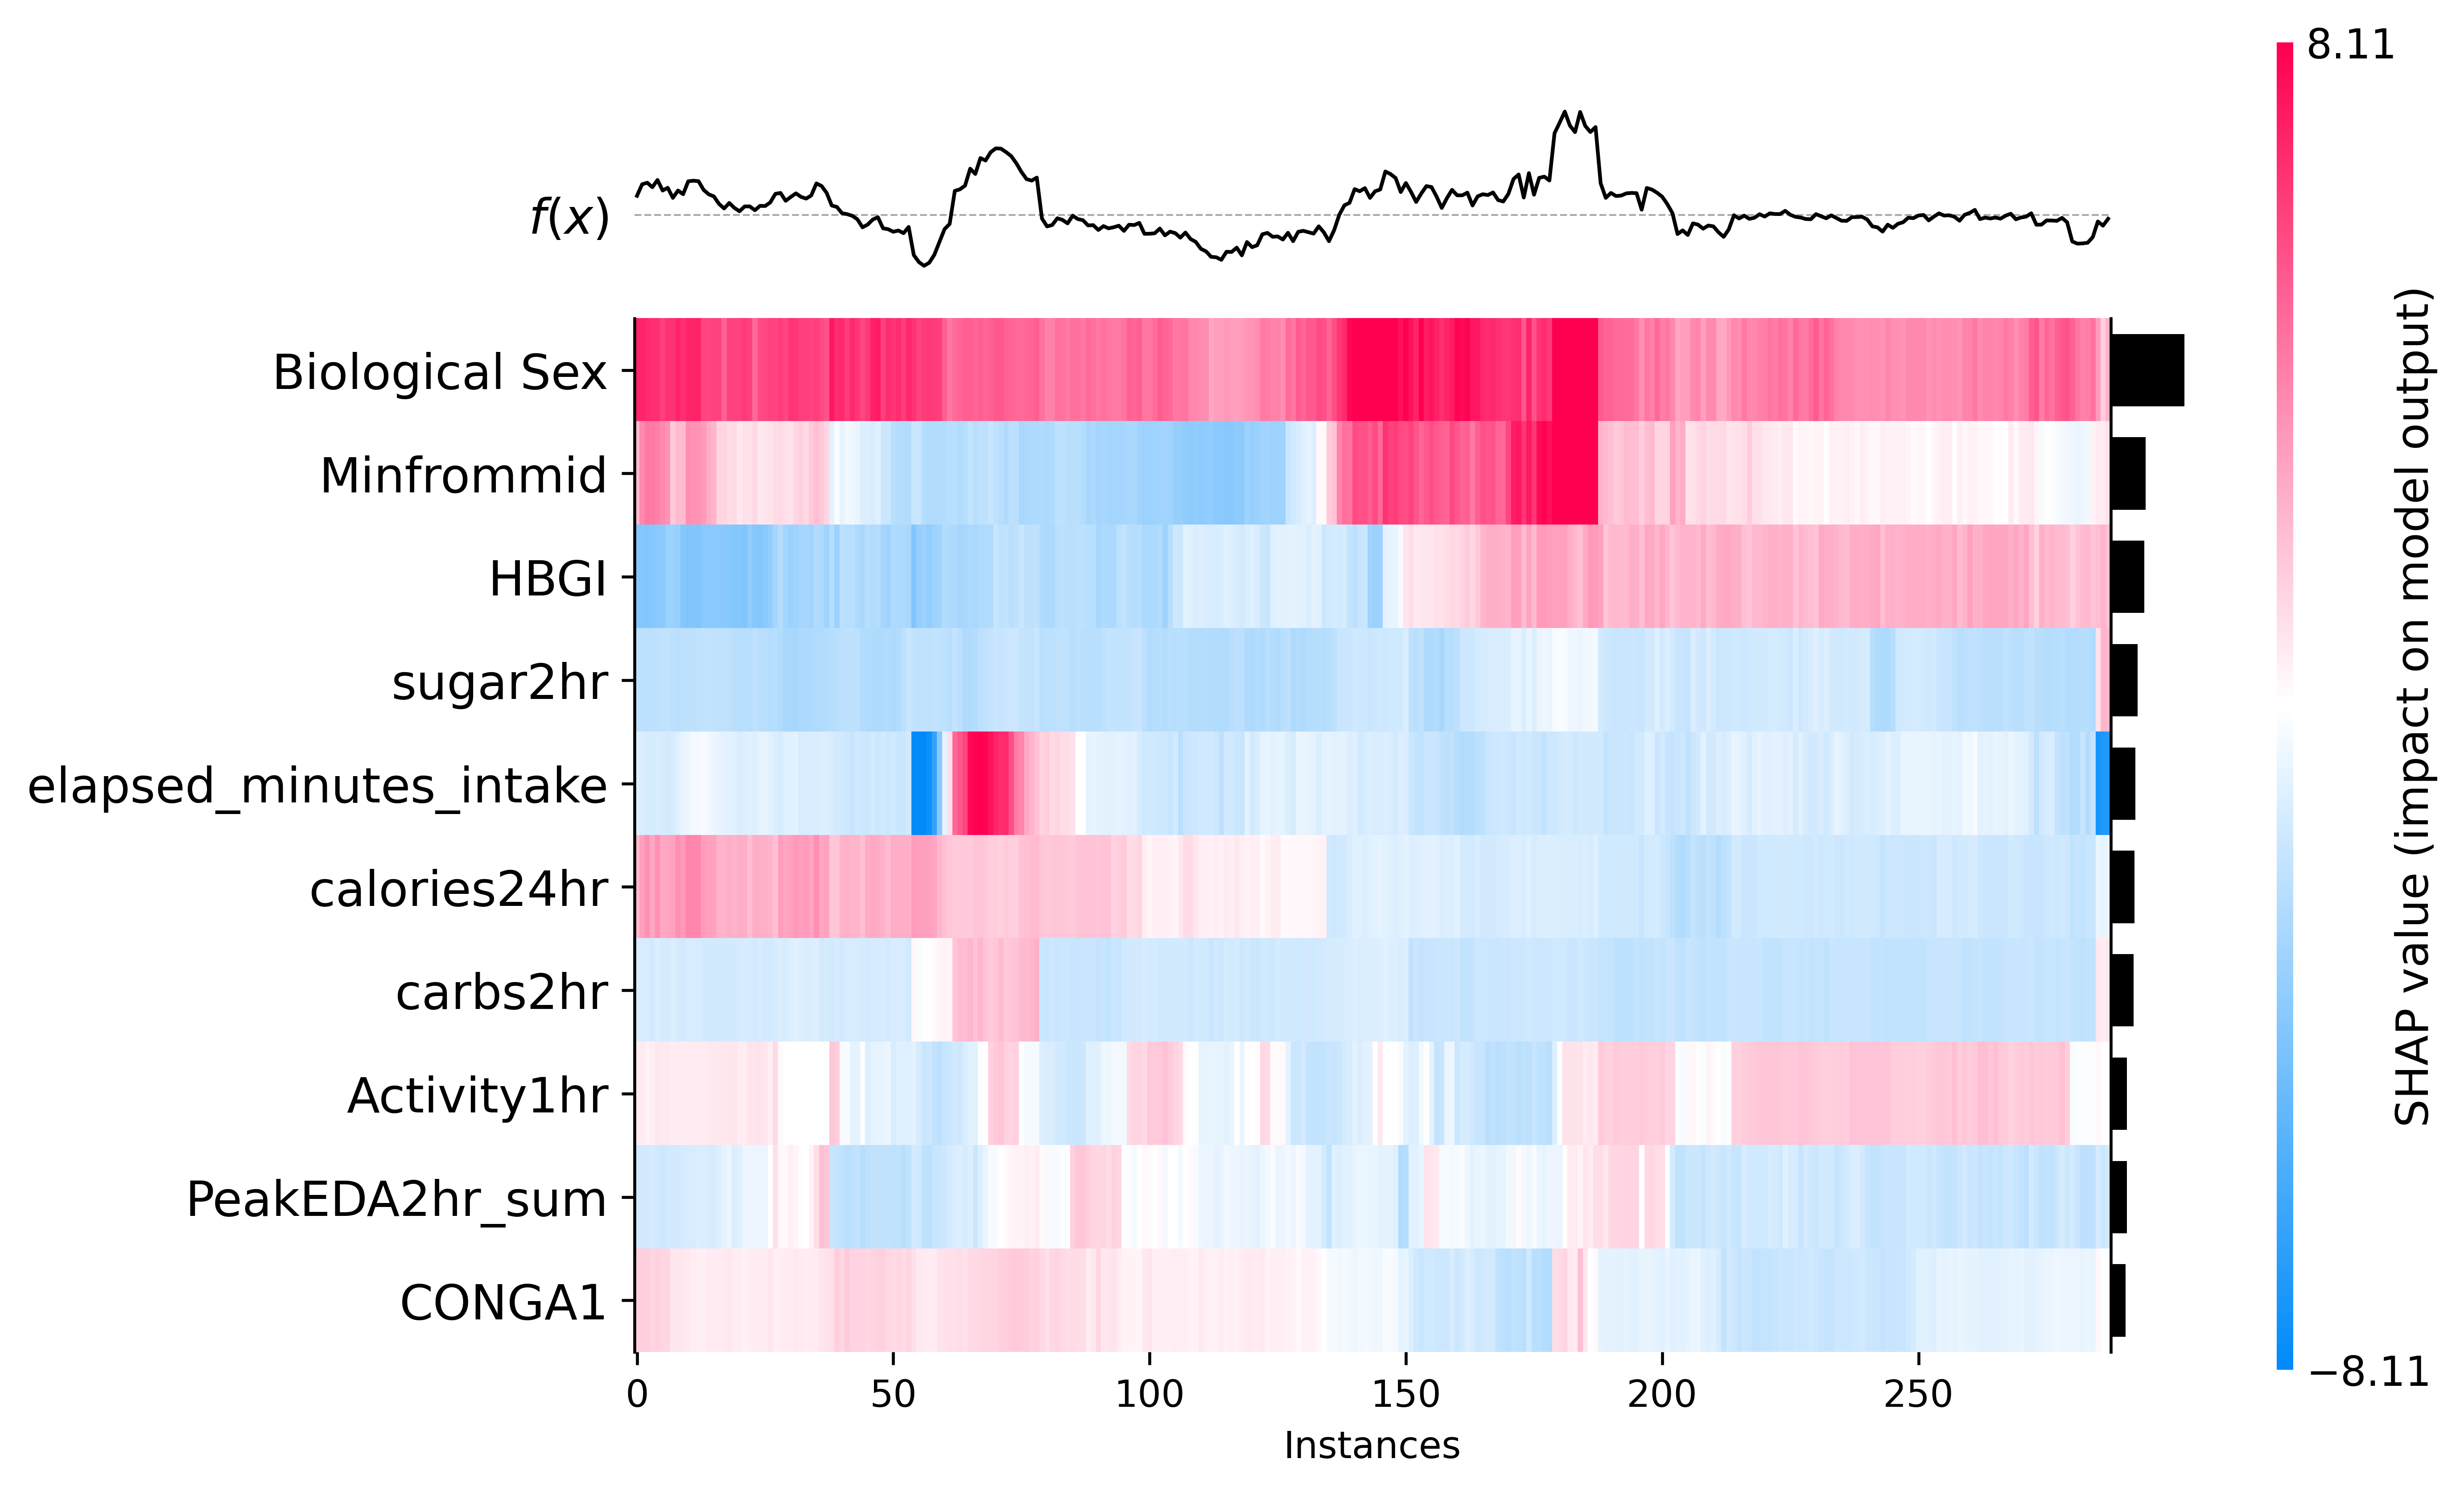 8.11
f(x)
Biological Sex
Minfrommid
HBGI
sugar2hr
elapsed_minutes_intake
calories24hr
carbs2hr
Activity1hr
PeakEDA2hr_sum
CONGA1
0 50 100 150 200 250
Instances
SHAP value (impact on model output)
−8.11